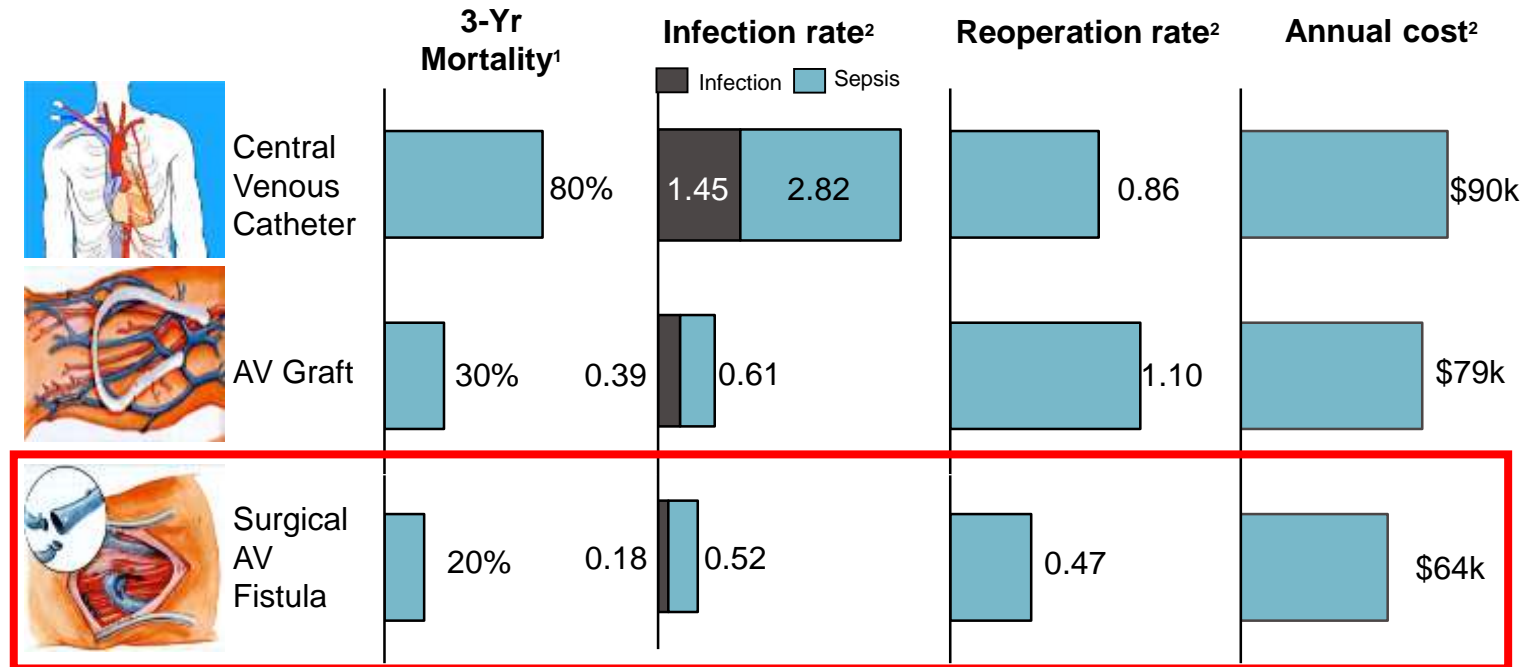 3-Yr
Mortality¹
Infection rate²
Reoperation rate²
Annual cost²
Infection
Sepsis
Central
Venous
Catheter
80%
1.45
2.82
0.86
$90k
AV Graft
30%
0.39
0.61
1.10
$79k
Surgical
AV
Fistula
20%
0.18
0.52
0.47
$64k